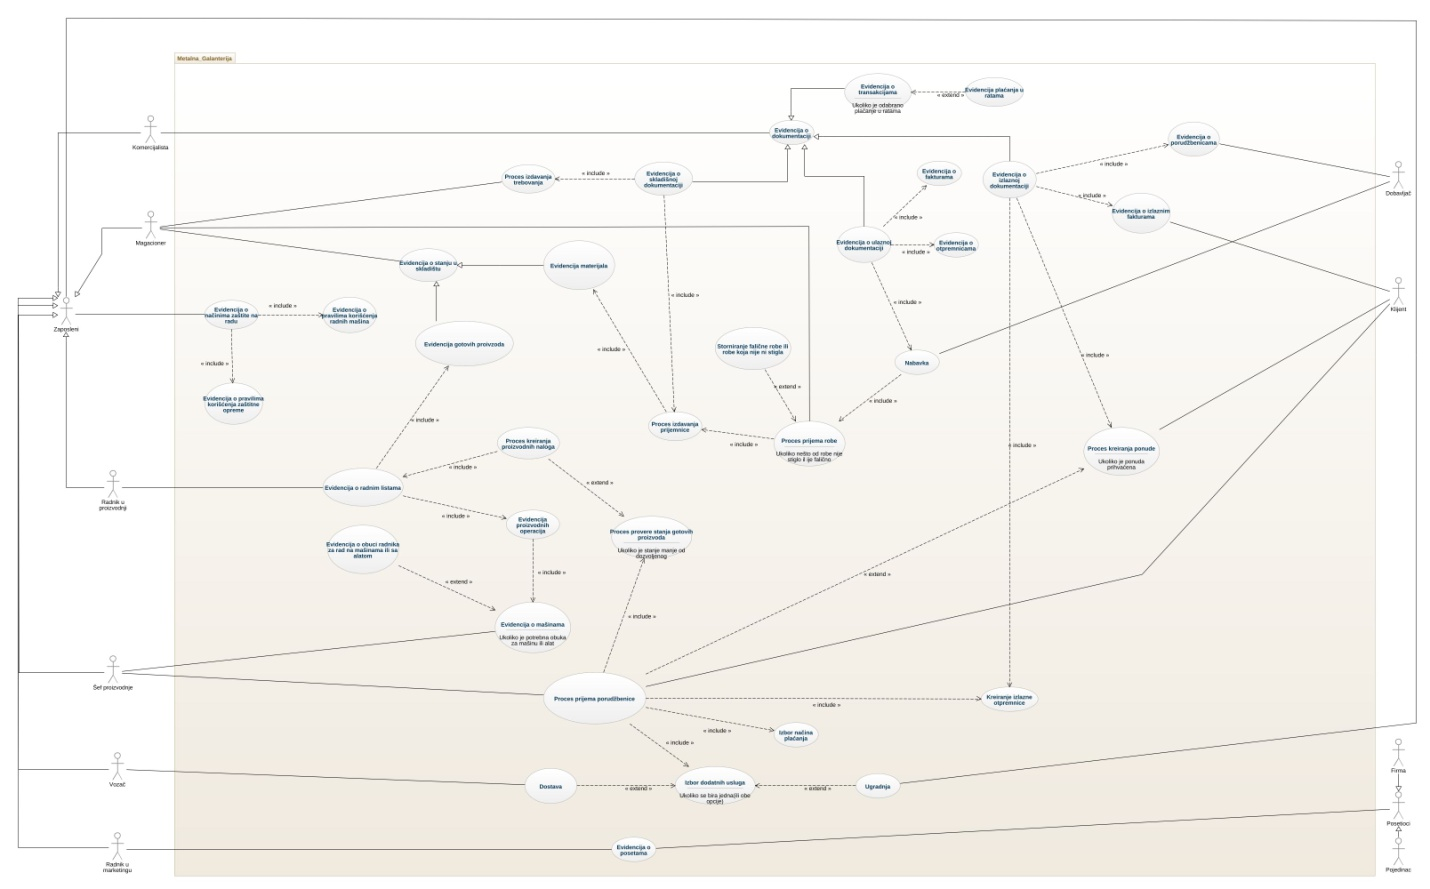 Metalna_Galanterija
Evidencija o
transakcijama
Ukoliko je odabrano
plaćanje u ratama
« extend »
Evidencija plaćanja u
ratama
Komercijalista
Evidencija o
dokumentaciji
Evidencija o
porudžbenicama
« include »
Proces izdavanja
trebovanja
« include »
Evidencija o
skladišnoj
dokumentaciji
Evidencija o
fakturama
Evidencija o
izlaznoj
dokumentaciji
« include »
Dobavljač
Magacioner
« include »
Evidencija o izlaznim
fakturama
Evidencija o ulaznoj
dokumentaciji
« include »
Evidencija o
otpremnicama
Evidencija o stanju u
skladištu
Evidencija materijala
« include »
« include »
Klijent
Zaposleni
Evidencija o
načinima zaštite na
radu
« include »
Evidencija o
pravilima korišćenja
radnih mašina
Evidencija gotovih proivzoda
« include »
Storniranje falične robe ili
robe koja nije ni stigla
« include »
Nabavka
« include »
Evidencija o pravilima
korišćenja zaštitne
opreme
« extend »
« include »
« include »
Proces izdavanja
prijemnice
« include »
Proces prijema robe
Ukoliko nešto od robe nije
stiglo ili je falično
« include »
Proces kreiranja ponude
Ukoliko je ponuda
prihvaćena
Proces kreiranja
proizvodnih naloga
« include »
« extend »
Evidencija o radnim listama
Radnik u
proizvodnji
« include »
Evidencija
proizvodnih
operacija
Proces provere stanja gotovih
proizvoda
Ukoliko je stanje manje od
dozvoljenog
Evidencija o obuci radnika
za rad na mašinama ili sa
alatom
« extend »
« include »
« extend »
Evidencija o mašinama
Ukoliko je potrebna obuka
za mašinu ili alat
« include »
Šef proizvodnje
Proces prijema porudžbenice
« include »
Kreiranje izlazne
otpremnice
« include »
Izbor načina
plaćanja
« include »
Vozač
Dostava
« extend »
Izbor dodatnih usluga
Ukoliko se bira jedna(ili obe
opcije)
« extend »
Ugradnja
Firma
Posetioci
Radnik u
marketingu
Evidencija o
posetama
Pojedinac